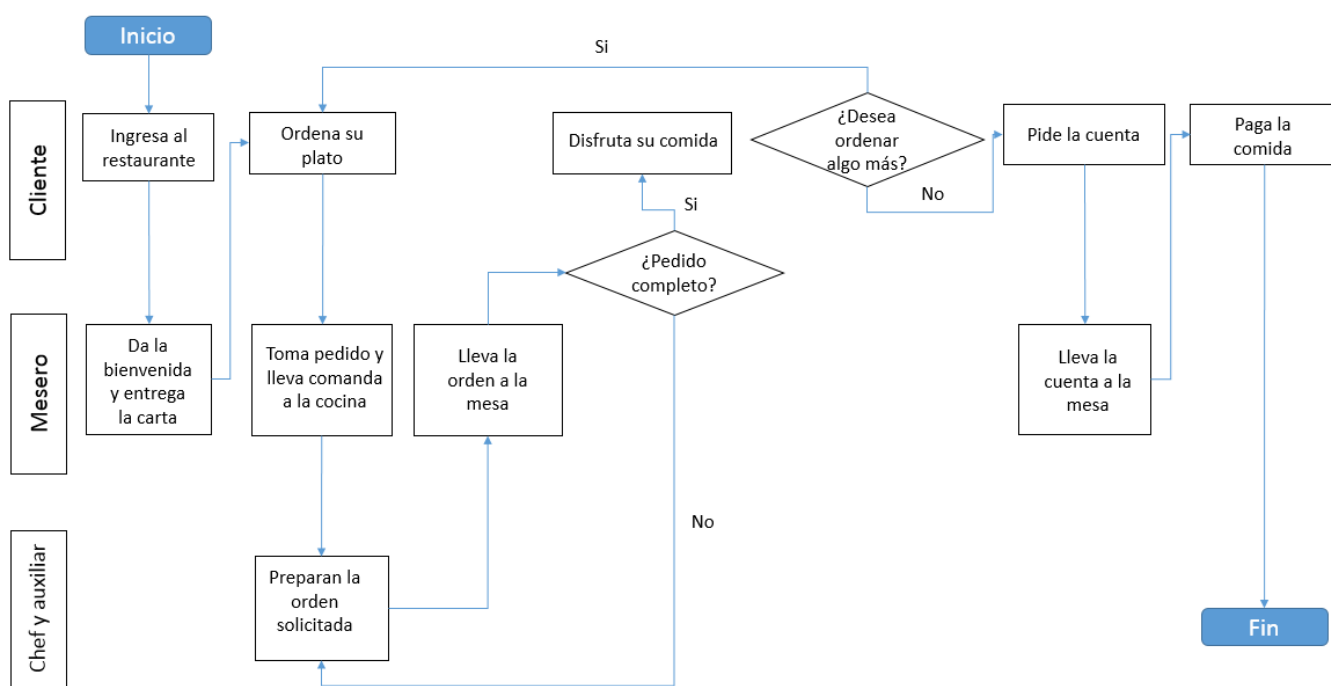 Inicio
Si
Cliente
Ingresa al
restaurante
Ordena su
plato
Disfruta su comida
¿Desea
ordenar
algo más?
Pide la cuenta
Paga la
comida
No
Si
¿Pedido
completo?
Mesero
Da la
bienvenida
y entrega
la carta
Toma pedido y
lleva comanda
a la cocina
Lleva la
orden a la
mesa
Lleva la
cuenta a la
mesa
No
Chef y auxiliar
Preparan la
orden
solicitada
Fin